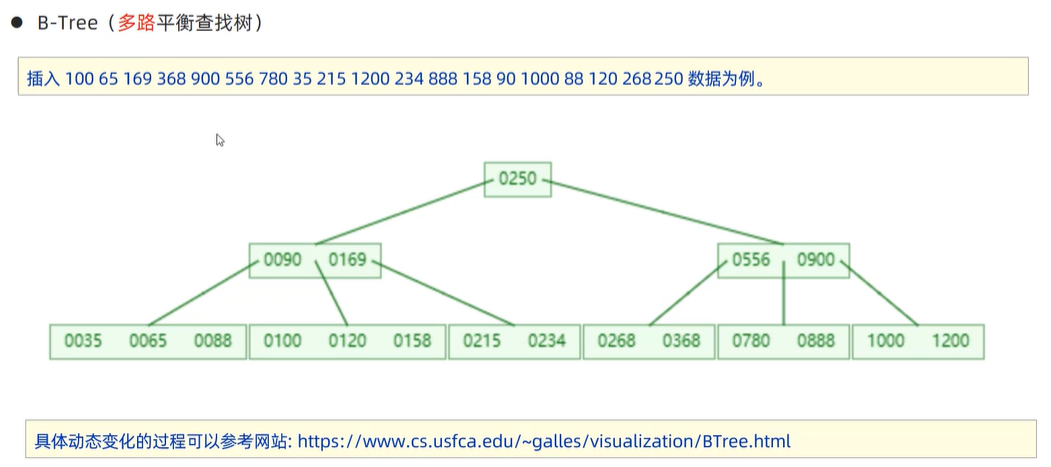 ● B-Tree（多路平衡查找树）
插入 100 65 169 368 900 556 780 35 215 1200 234 888 158 90 1000 88 120 268 250 数据为例。
0250
0090 0169 0556 0900
0035 0065 0088 0100 0120 0158 0215 0234 0268 0368 0780 0888 1000 1200
具体动态变化的过程可以参考网站: https://www.cs.usfca.edu/~galles/visualization/BTree.html